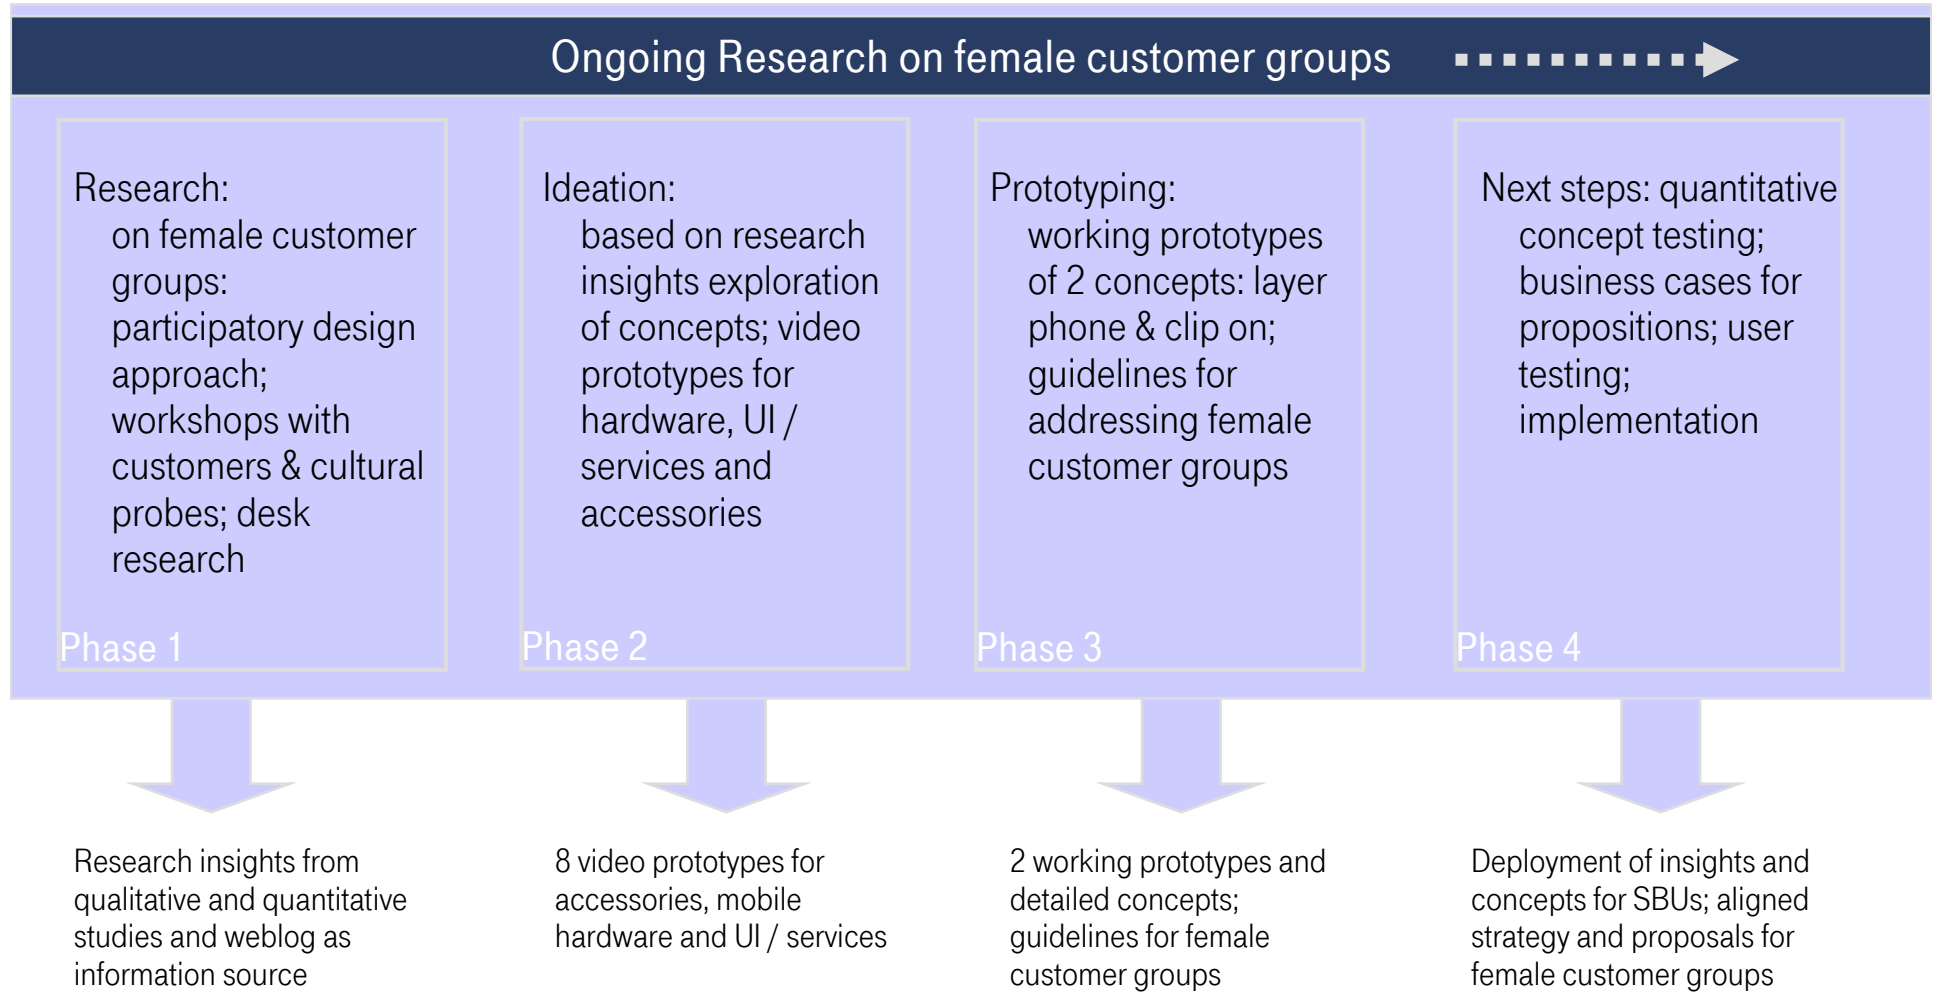 Ongoing Research on female customer groups
Research:
on female customer
groups:
participatory design
approach;
workshops with
customers & cultural
probes; desk
research
Phase 1
Ideation:
based on research
insights exploration
of concepts; video
prototypes for
hardware, UI /
services and
accessories
Phase 2
Prototyping:
working prototypes
of 2 concepts: layer
phone & clip on;
guidelines for
addressing female
customer groups
Phase 3
Next steps: quantitative
concept testing;
business cases for
propositions; user
testing;
implementation
Phase 4
Research insights from
qualitative and quantitative
studies and weblog as
information source
8 video prototypes for
accessories, mobile
hardware and UI / services
2 working prototypes and
detailed concepts;
guidelines for female
customer groups
Deployment of insights and
concepts for SBUs; aligned
strategy and proposals for
female customer groups